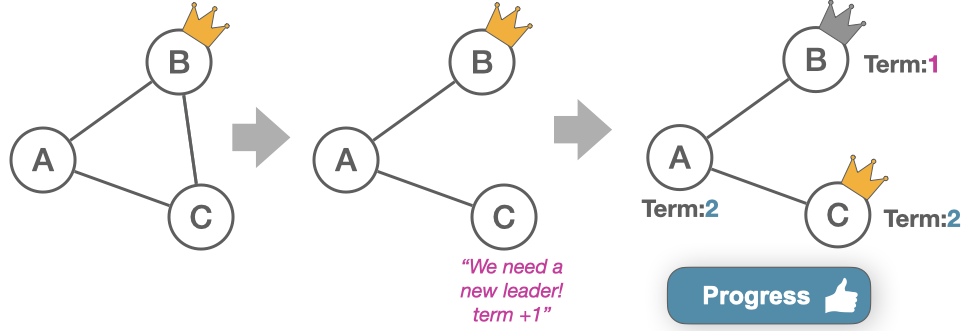 B
A
C
B
A
C
“We need a
new leader!
term +1”
B
Term:1
A
Term:2
C
Term:2
Progress